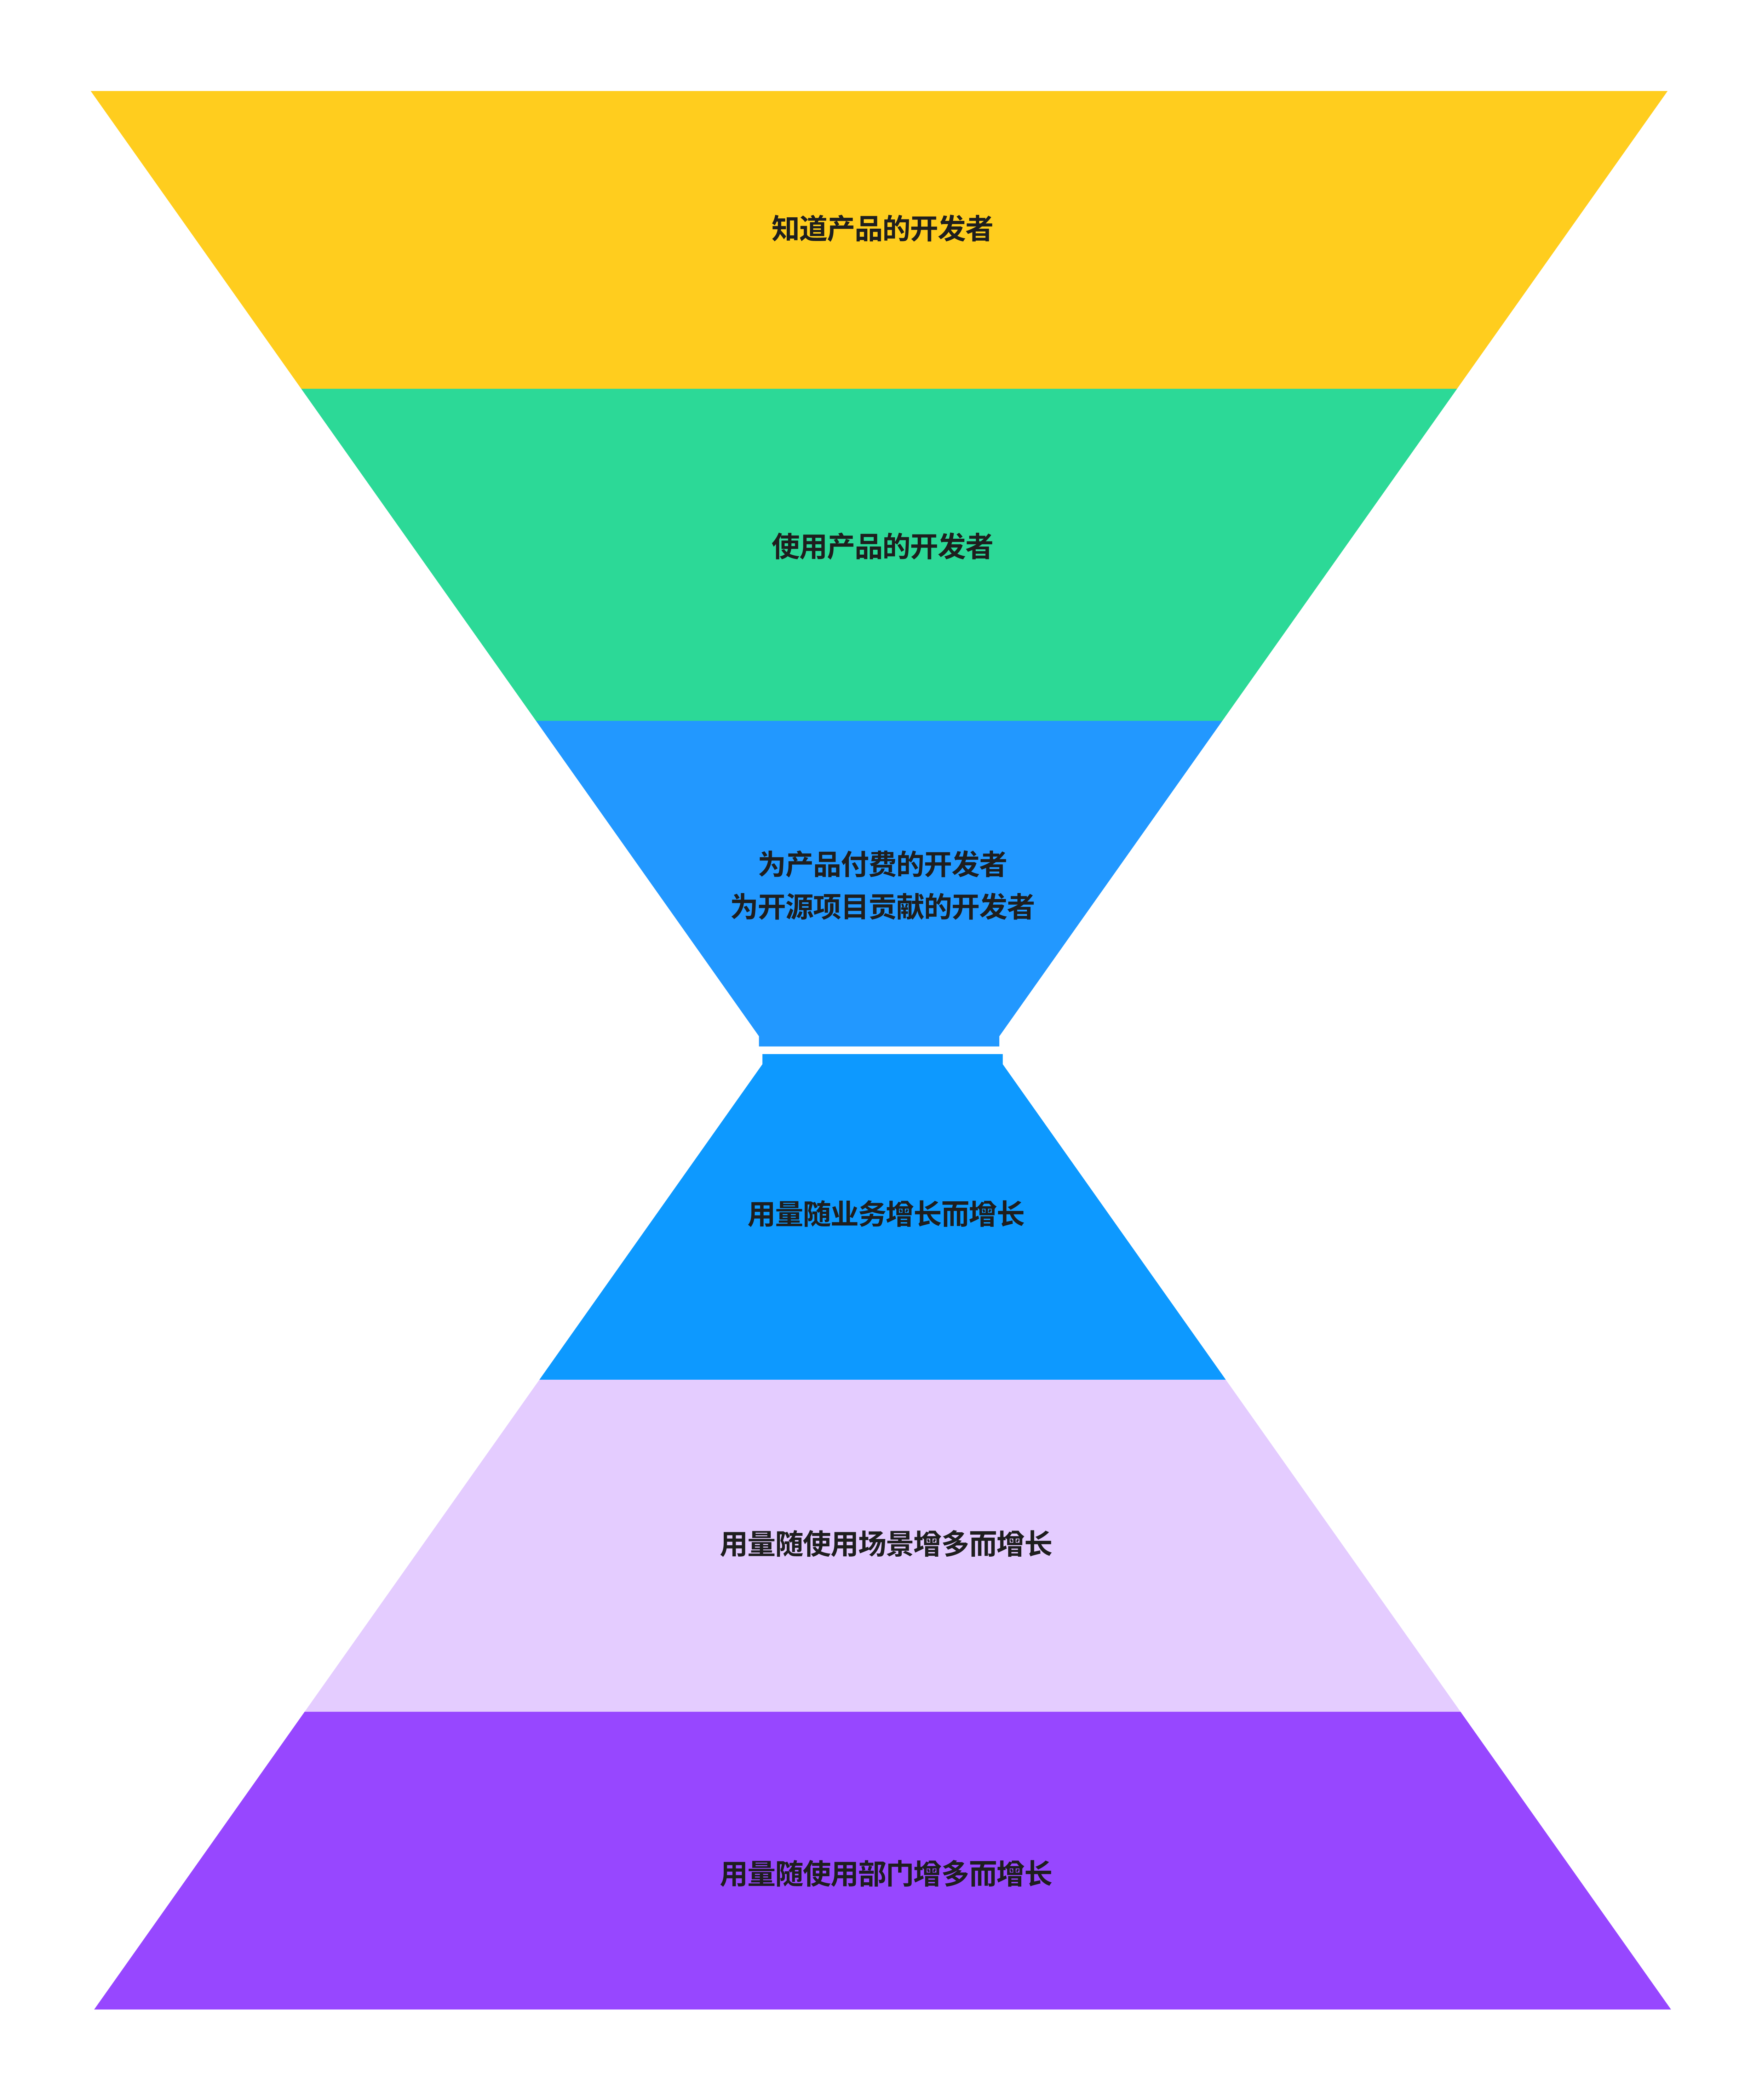 知道产品的开发者
使用产品的开发者
为产品付费的开发者
为开源项目贡献的开发者
用量随业务增长而增长
用量随使用场景增多而增长
用量随使用部门增多而增长